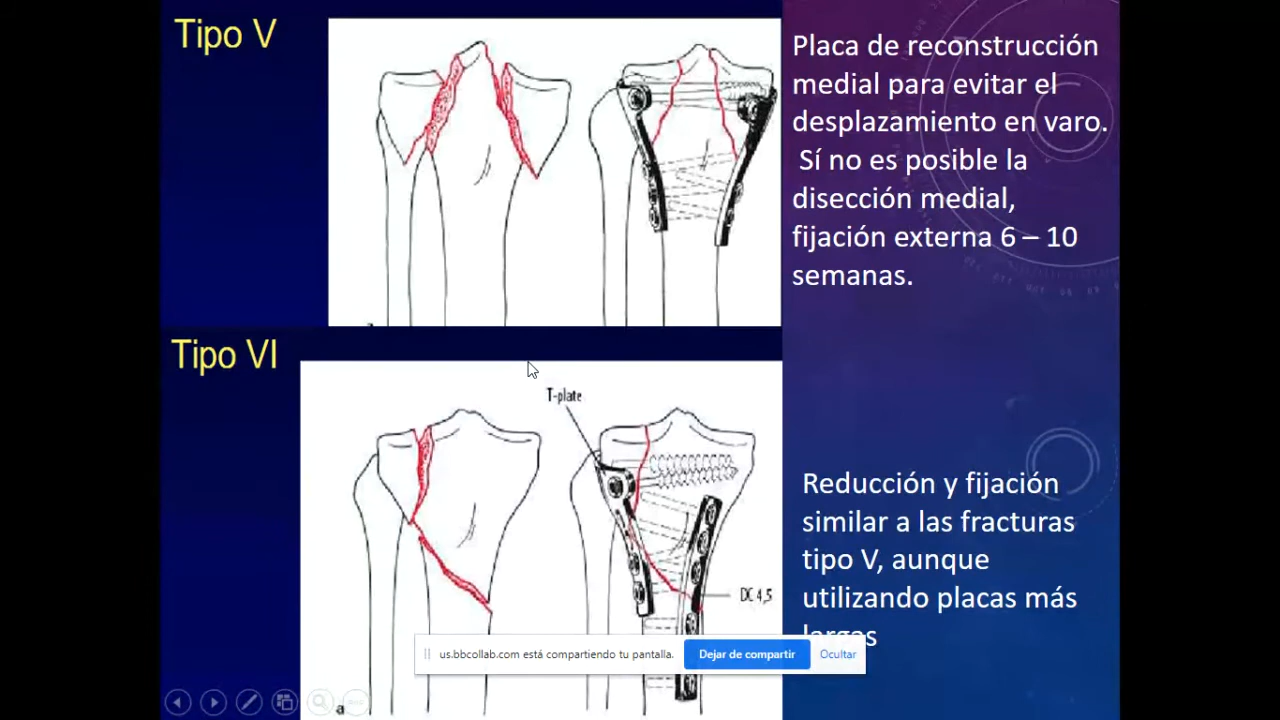 Tipo V
Placa de reconstrucción
medial para evitar el
desplazamiento en varo.
Sí no es posible la
disección medial,
fijación externa 6 – 10
semanas.
Tipo VI
T-plate
DC 4,5
Reducción y fijación
similar a las fracturas
tipo V, aunque
utilizando placas más
largas
us.bbcollab.com está compartiendo tu pantalla.
Dejar de compartir
Ocultar
a